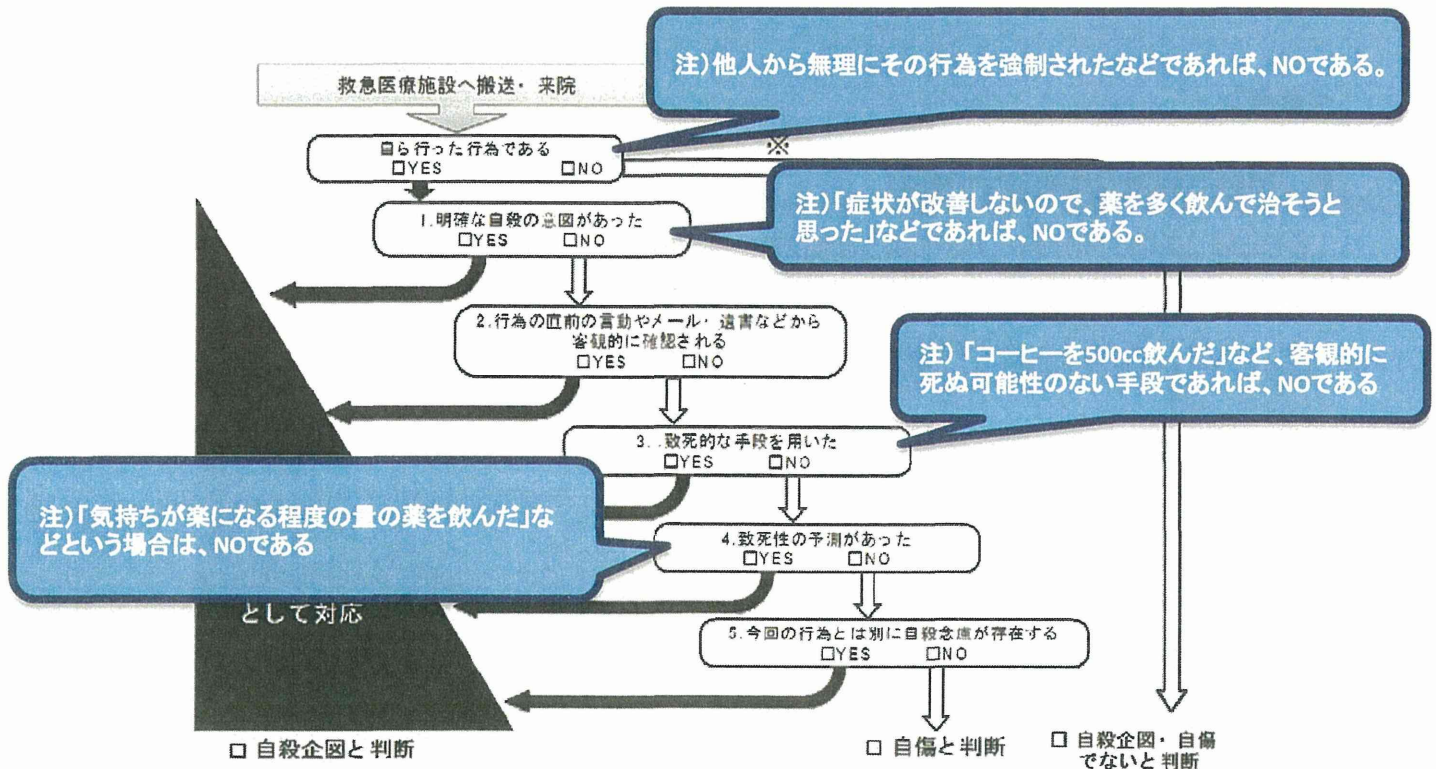 注)他人から無理にその行為を強制されたなどであれば、NOである。
救急医療施設へ搬送・来院
自ら行った行為である
□YES □NO
※
注)「症状が改善しないので、薬を多く飲んで治そうと
思った」などであれば、NOである。
1.明確な自殺の意図があった
□YES □NO
2.行為の直前の言動やメール・遺書などから
客観的に確認される
□YES □NO
注)「コーヒーを500cc飲んだ」など、客観的に
死ぬ可能性のない手段であれば、NOである
3..致死的な手段を用いた
□YES □NO
注)「気持ちが楽になる程度の量の薬を飲んだ」な
どという場合は、NOである
4.致死性の予測があった
□YES □NO
として対応
5.今回の行為とは別に自殺念慮が存在する
□YES □NO
□ 自殺企図と判断
□ 自傷と判断
□ 自殺企図・自傷
でないと判断